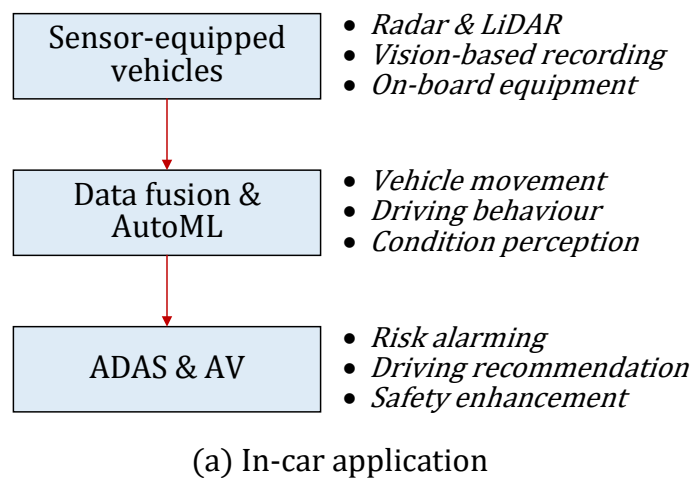 Sensor-equipped
vehicles
• Radar & LiDAR
• Vision-based recording
• On-board equipment
Data fusion &
AutoML
• Vehicle movement
• Driving behaviour
• Condition perception
ADAS & AV
• Risk alarming
• Driving recommendation
• Safety enhancement
(a) In-car application